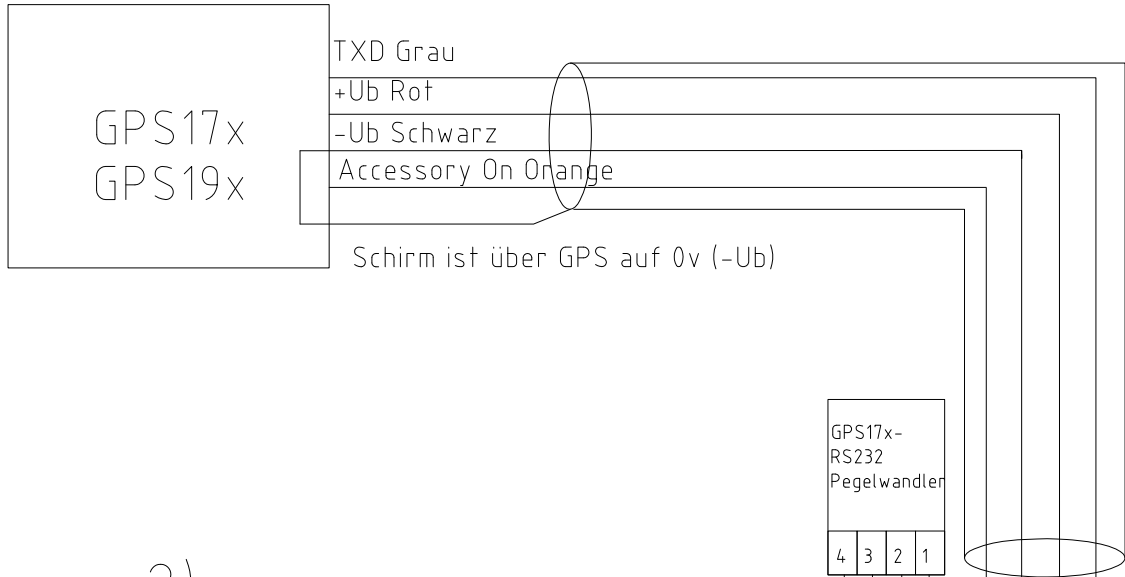 TXD Grau
+Ub Rot
GPS17x
-Ub Schwarz
GPS19x
Accessory On Orange
Schirm ist über GPS auf 0v (-Ub)
GPS17x-
RS232
Pegelwandler
4 3 2 1